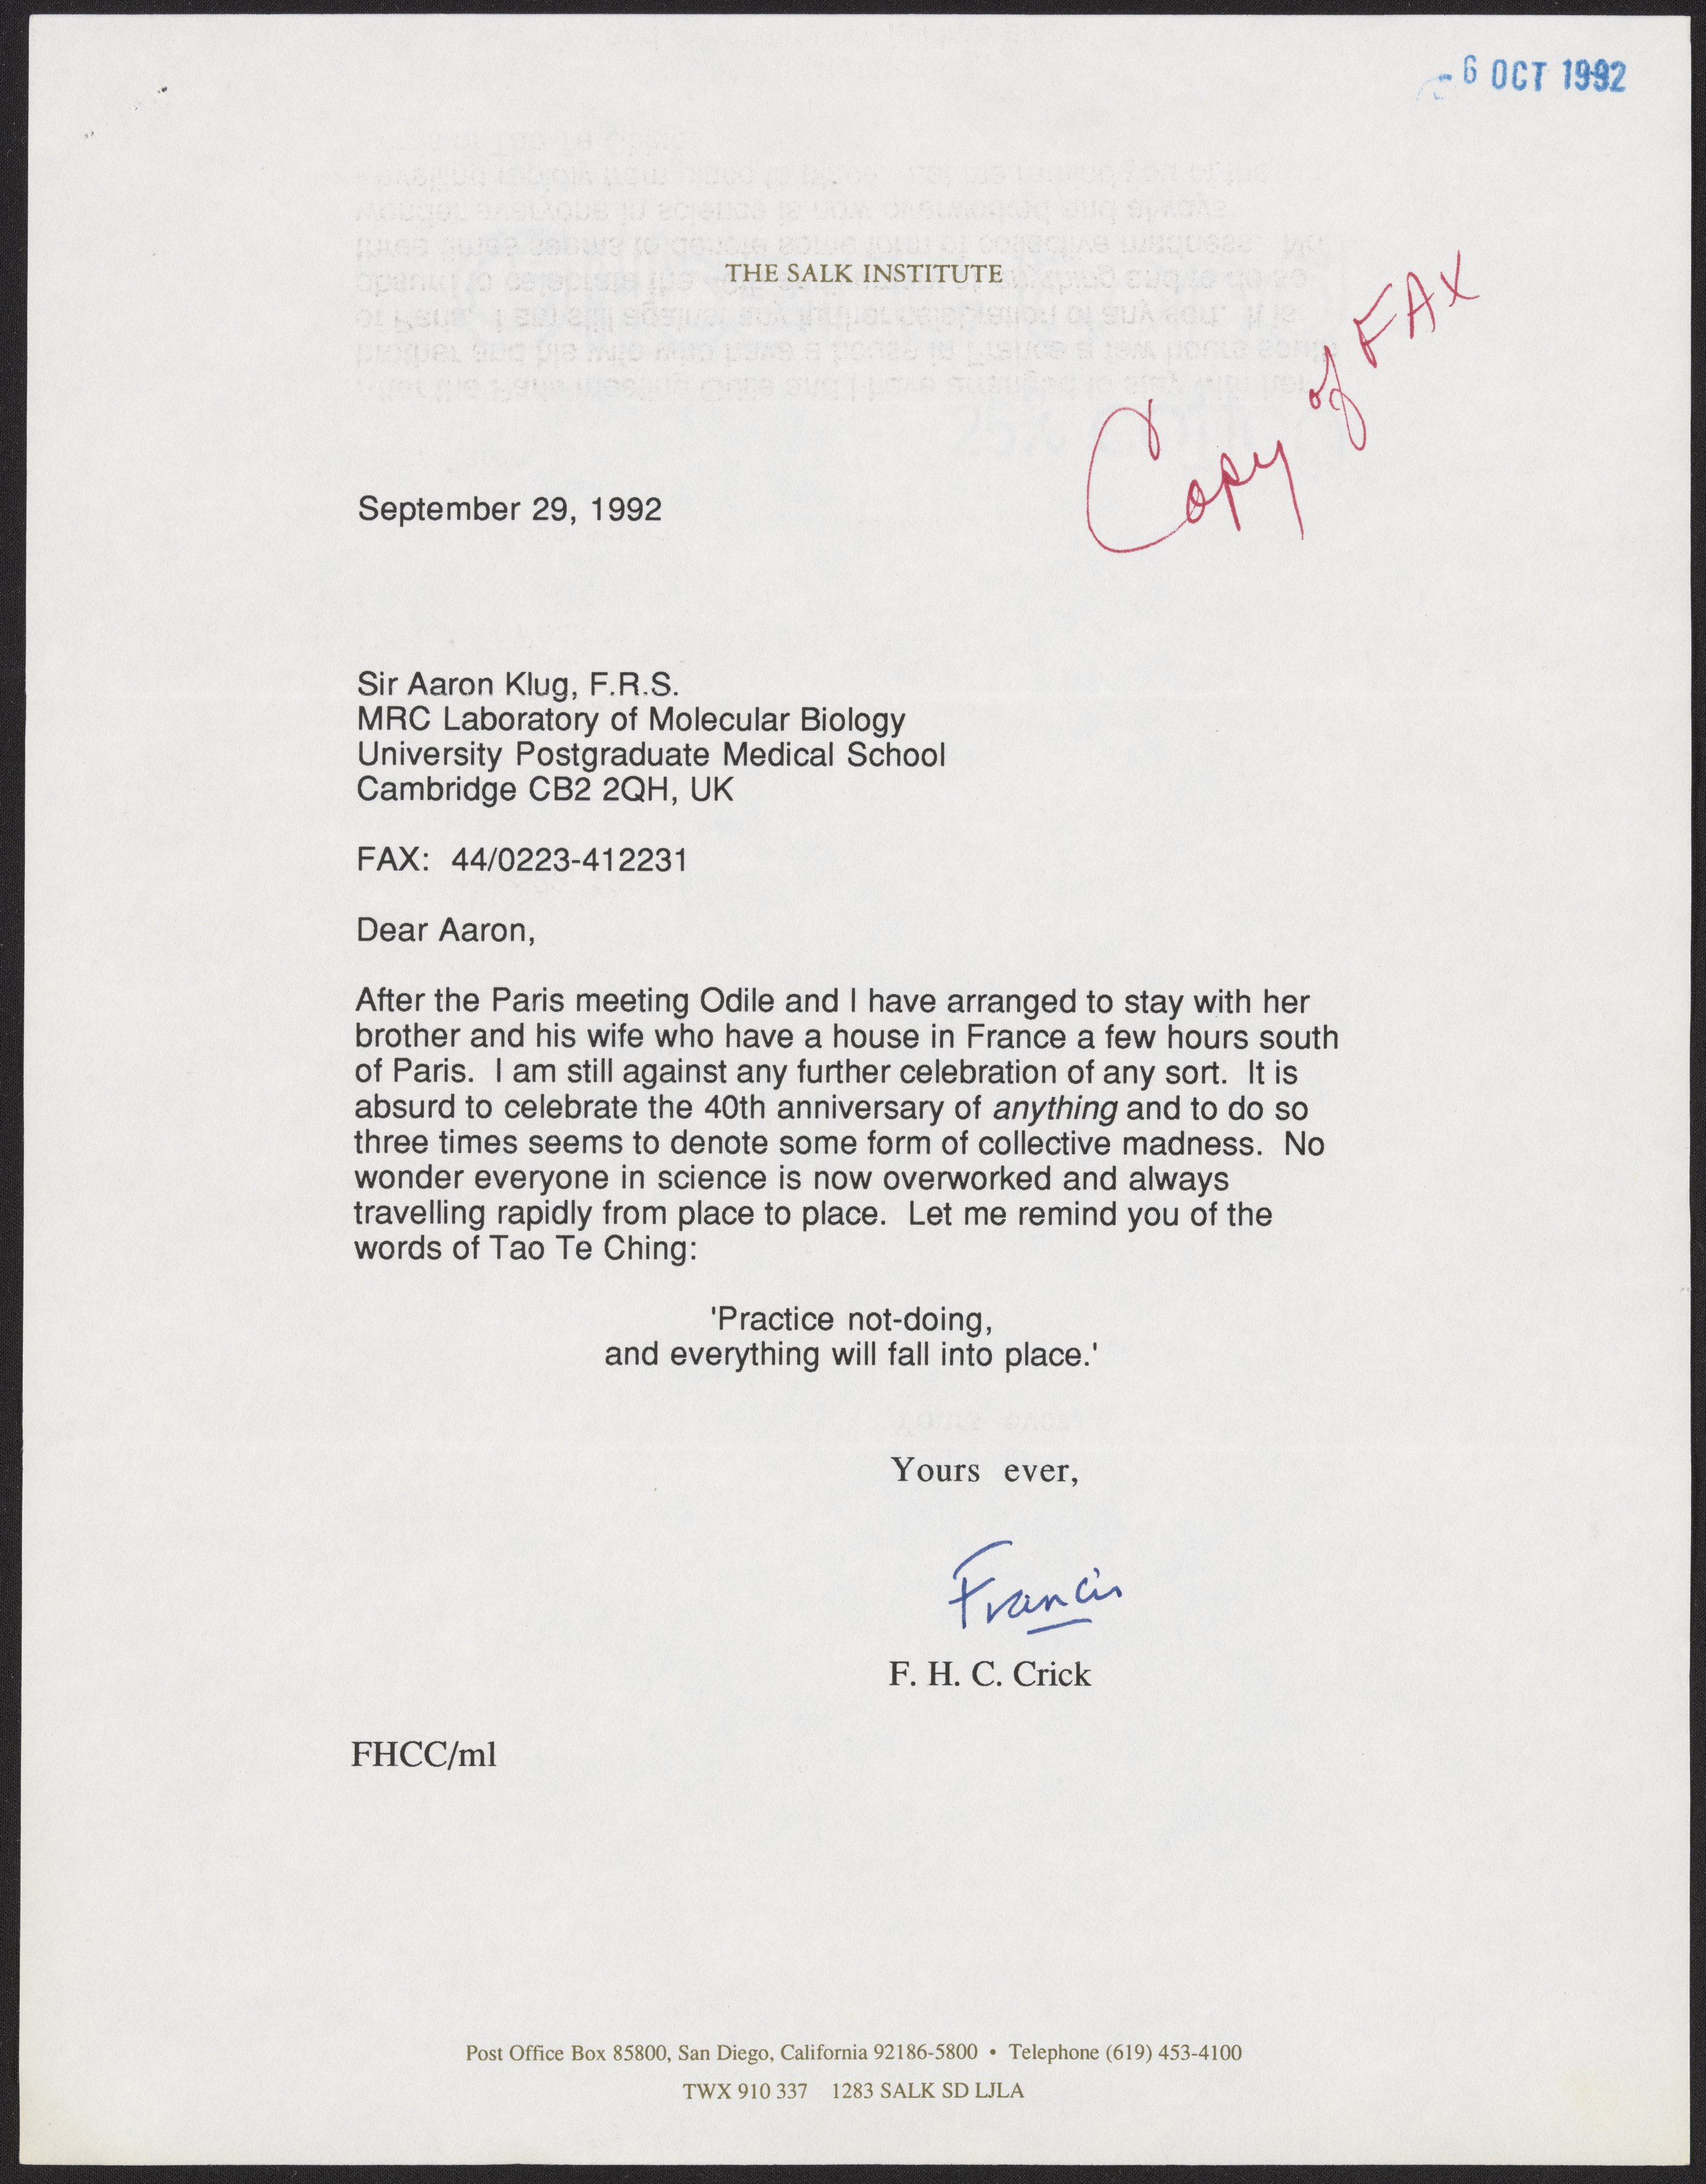 - 6 OCT 1992
THE SALK INSTITUTE
Copy of FAX
September 29, 1992
Sir Aaron Klug, F.R.S.
MRC Laboratory of Molecular Biology
University Postgraduate Medical School
Cambridge CB2 2QH, UK
FAX: 44/0223-412231
Dear Aaron,
After the Paris meeting Odile and I have arranged to stay with her
brother and his wife who have a house in France a few hours south
of Paris. I am still against any further celebration of any sort. It is
absurd to celebrate the 40th anniversary of anything and to do so
three times seems to denote some form of collective madness. No
wonder everyone in science is now overworked and always
travelling rapidly from place to place. Let me remind you of the
words of Tao Te Ching:
'Practice not-doing,
and everything will fall into place.'
Yours ever,
Francis
F. H. C. Crick
FHCC/ml
Post Office Box 85800, San Diego, California 92186-5800 • Telephone (619) 453-4100
TWX 910 337 1283 SALK SD LJLA